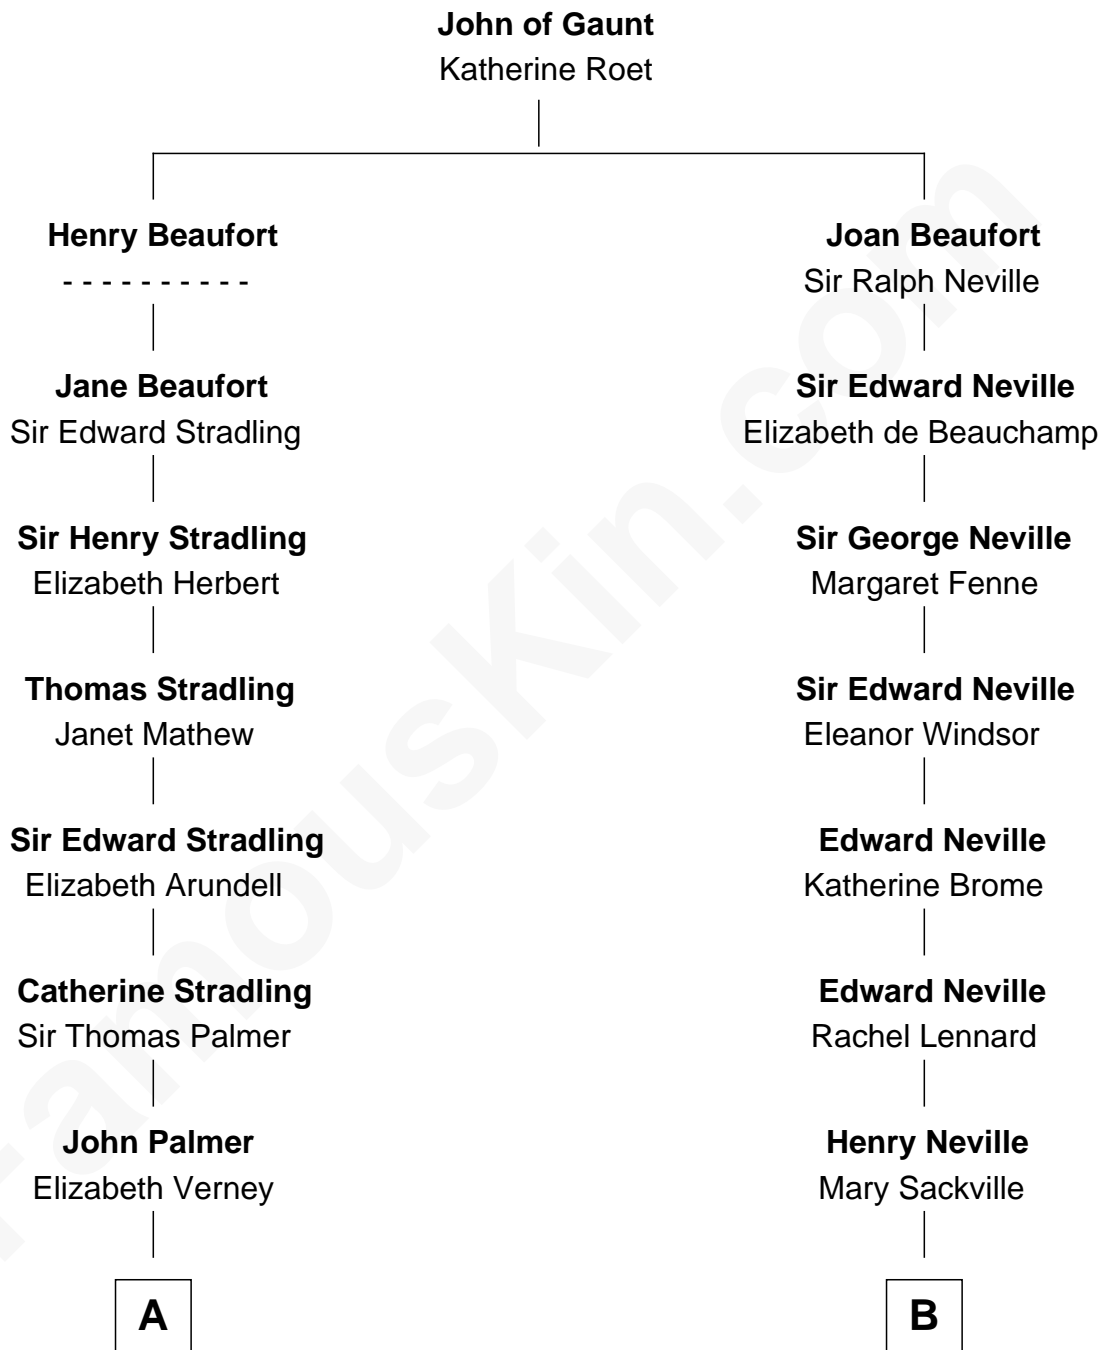 John of Gaunt
Katherine Roet
Henry Beaufort
- - - - - - - - - -
Jane Beaufort
Sir Edward Stradling
Sir Henry Stradling
Elizabeth Herbert
Thomas Stradling
Janet Mathew
Sir Edward Stradling
Elizabeth Arundell
Catherine Stradling
Sir Thomas Palmer
John Palmer
Elizabeth Verney
A
Joan Beaufort
Sir Ralph Neville
Sir Edward Neville
Elizabeth de Beauchamp
Sir George Neville
Margaret Fenne
Sir Edward Neville
Eleanor Windsor
Edward Neville
Katherine Brome
Edward Neville
Rachel Lennard
Henry Neville
Mary Sackville
B
FamousKin.com